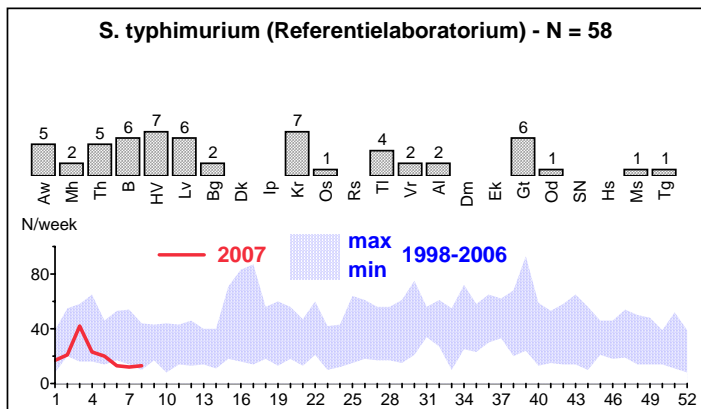 S. typhimurium (Referentielaboratorium) - N = 58
5 2 5 6 7 6 2 7 1 4 2 2 6 1 1 1
Aw Mh Th B HV Lv Bg Dk Ip Kr Os Rs Tl Vr Al Dm Ek Gt Od SN Hs Ms Tg
N/week
2007 max 1998-2006
min
80
40
0
1 4 7 10 13 16 19 22 25 28 31 34 37 40 43 46 49 52